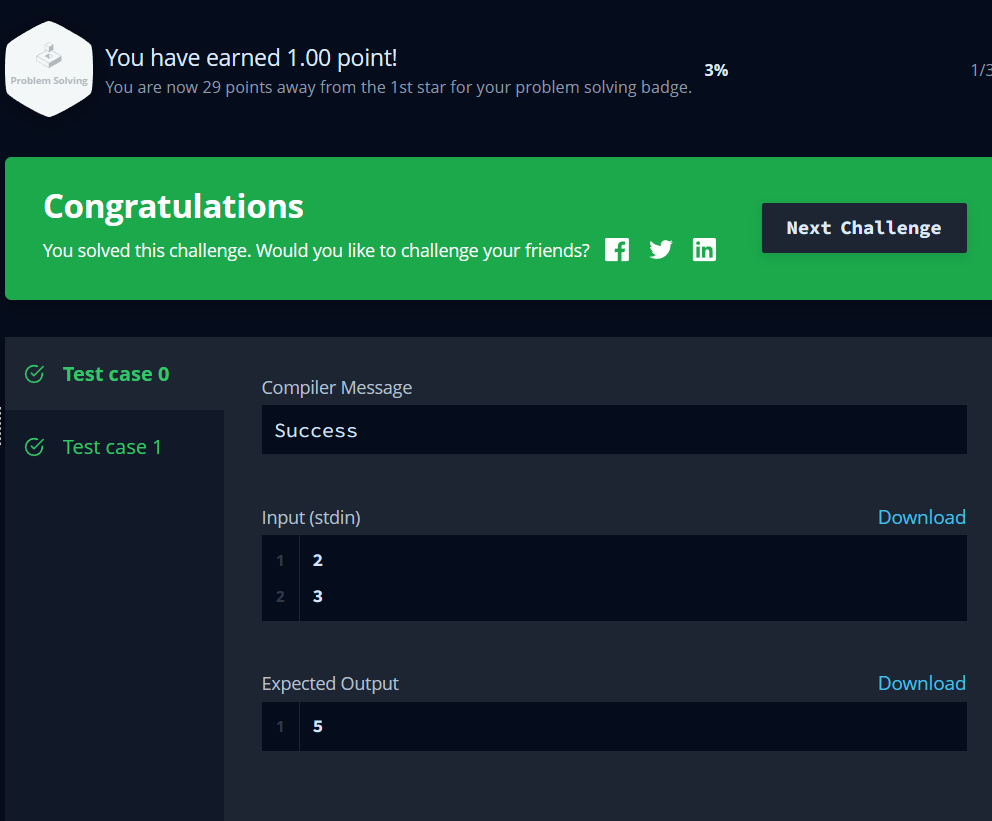 Problem Solving
You have earned 1.00 point!
You are now 29 points away from the 1st star for your problem solving badge.
3%
1/3
Congratulations
You solved this challenge. Would you like to challenge your friends?
Next Challenge
Test case 0
Test case 1
Compiler Message
Success
Input (stdin)
Download
1 2
2 3
Expected Output
Download
1 5